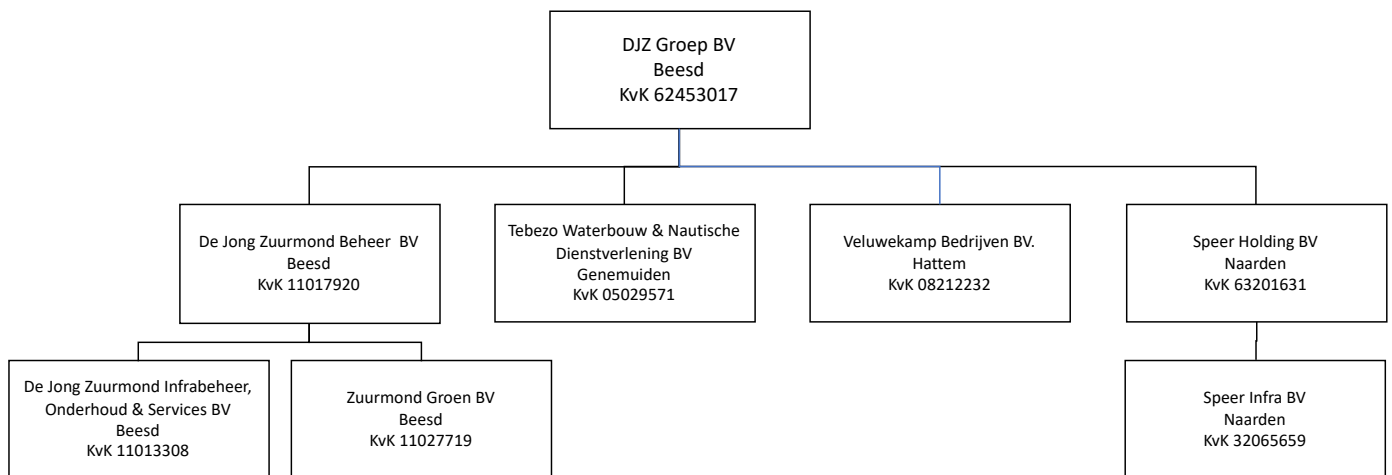 DJZ Groep BV
Beesd
KvK 62453017
De Jong Zuurmond Beheer  BV
Beesd
KvK 11017920
Tebezo Waterbouw & Nautische
Dienstverlening BV
Genemuiden
KvK 05029571
Veluwekamp Bedrijven BV.
Hattem
KvK 08212232
Speer Holding BV
Naarden
KvK 63201631
De Jong Zuurmond Infrabeheer,
Onderhoud & Services BV
Beesd
KvK 11013308
Zuurmond Groen BV
Beesd
KvK 11027719
Speer Infra BV
Naarden
KvK 32065659